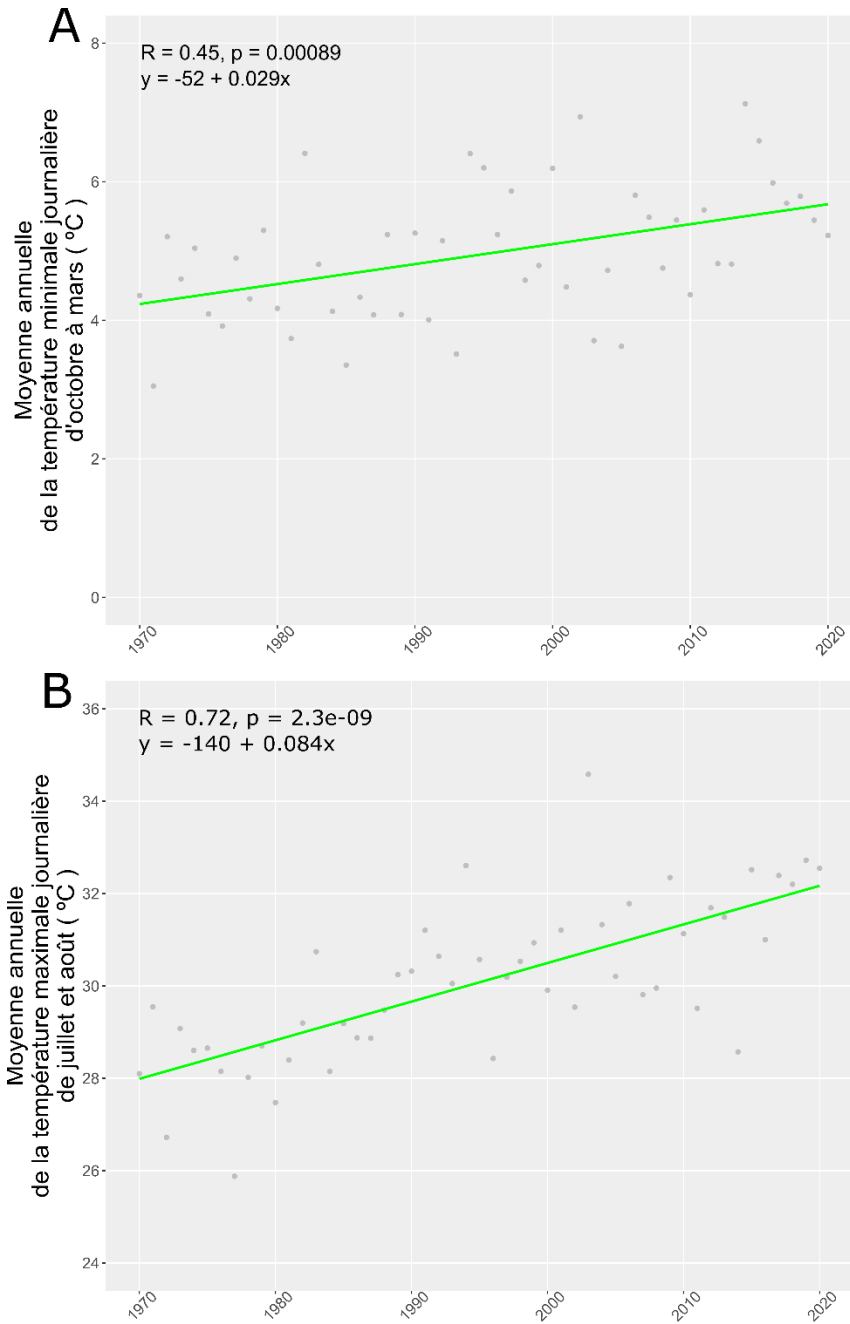 A
R = 0.45, p = 0.00089
y = -52 + 0.029x
Moyenne annuelle
de la température minimale journalière
d'octobre à mars ( ºC)
8
6
4
2
0
1970
1980
1990
2000
2010
2020
B
R = 0.72, p = 2.3e-09
y = -140 + 0.084x
Moyenne annuelle
de la température maximale journalière
de juillet et août ( ºC)
36
34
32
30
28
26
24
1970
1980
1990
2000
2010
2020